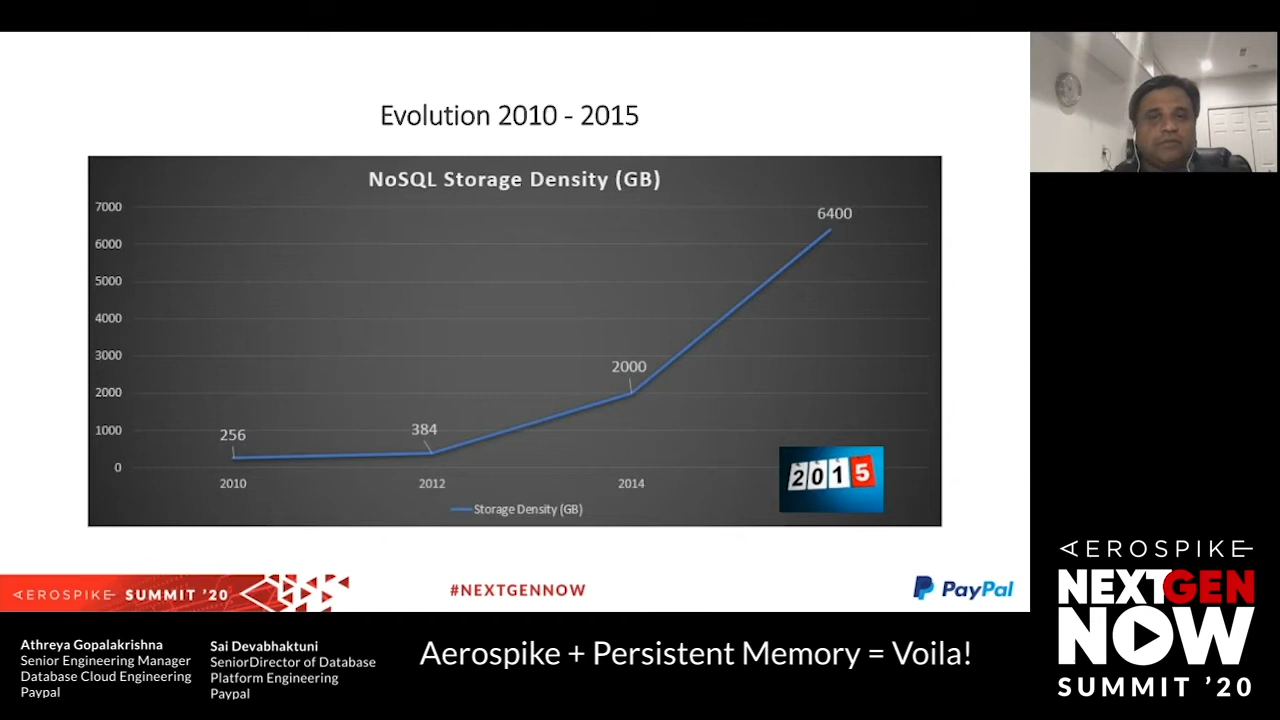 Evolution 2010 - 2015
NoSQL Storage Density (GB)
7000
6000
5000
4000
3000
2000
1000
0
256
384
2000
6400
2010
2012
2014
2015
Storage Density (GB)
AEROSPIKE SUMMIT '20
#NEXTGENNOW
PayPal
Athreya Gopalakrishna
Senior Engineering Manager
Database Cloud Engineering
Paypal
Sai Devabhaktuni
SeniorDirector of Database
Platform Engineering
Paypal
Aerospike + Persistent Memory = Voila!
AEROSPIKE
NEXTGEN
NOW
SUMMIT '20